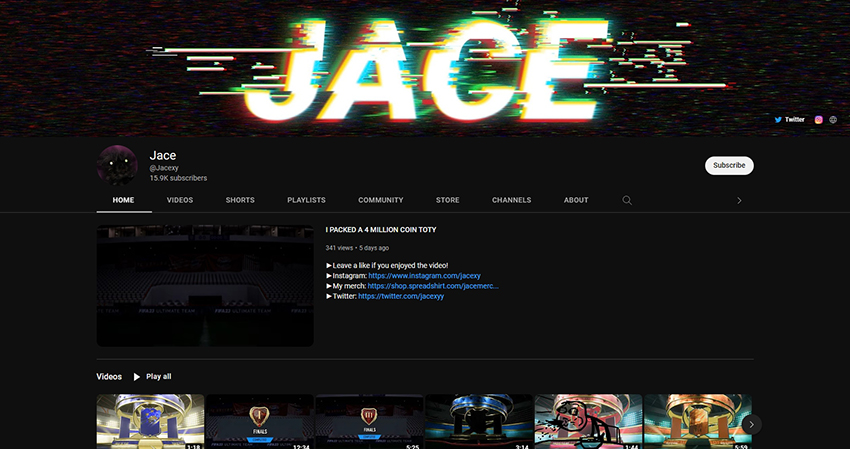 JACE
Twitter
Jace
@Jacexy
15.9K subscribers
Subscribe
HOME VIDEOS SHORTS PLAYLISTS COMMUNITY STORE CHANNELS ABOUT
I PACKED A 4 MILLION COIN TOTY
341 views • 5 days ago
►Leave a like if you enjoyed the video!
►Instagram: https://www.instagram.com/jacexy
►My merch: https://shop.spreadshirt.com/jacemerc...
►Twitter: https://twitter.com/jacexyy
ULTIMATE TEAM
Videos ► Play all
FINALS FINALS
1:18 12:34 5:25 3:14 1:44 5:59